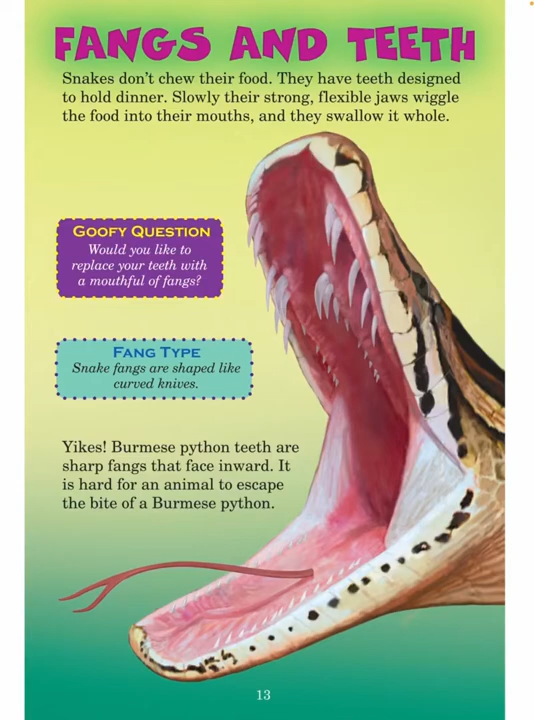 FANGS AND TEETH
Snakes don't chew their food. They have teeth designed
to hold dinner. Slowly their strong, flexible jaws wiggle
the food into their mouths, and they swallow it whole.
GOOFY QUESTION
Would you like to
replace your teeth with
a mouthful of fangs?
FANG TYPE
Snake fangs are shaped like
curved knives.
Yikes! Burmese python teeth are
sharp fangs that face inward. It
is hard for an animal to escape
the bite of a Burmese python.
13